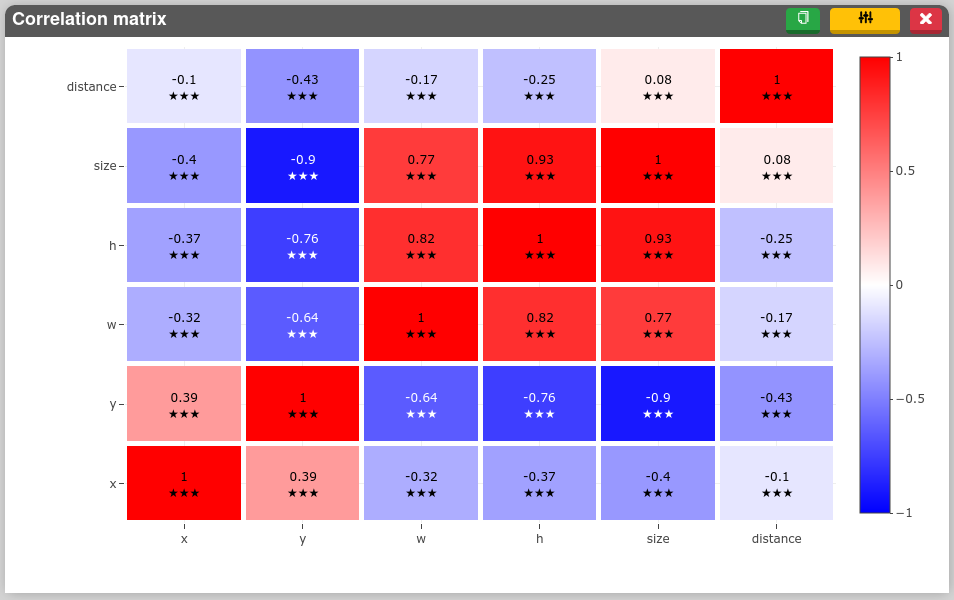 Correlation matrix
distance
-0.1 -0.43 -0.17 -0.25 0.08 1
★★★ ★★★ ★★★ ★★★ ★★★ ★★★
size
-0.4 -0.9 0.77 0.93 1 0.08
★★★ ★★★ ★★★ ★★★ ★★★ ★★★
h
-0.37 -0.76 0.82 1 0.93 -0.25
★★★ ★★★ ★★★ ★★★ ★★★ ★★★
w
-0.32 -0.64 1 0.82 0.77 -0.17
★★★ ★★★ ★★★ ★★★ ★★★ ★★★
y
0.39 1 -0.64 -0.76 -0.9 -0.43
★★★ ★★★ ★★★ ★★★ ★★★ ★★★
x
1 0.39 -0.32 -0.37 -0.4 -0.1
★★★ ★★★ ★★★ ★★★ ★★★ ★★★
x y w h size distance
1
0.5
0
−0.5
−1